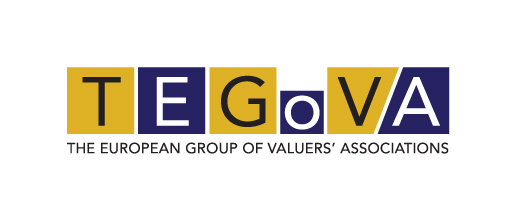 TEGoVA
THE EUROPEAN GROUP OF VALUERS' ASSOCIATIONS